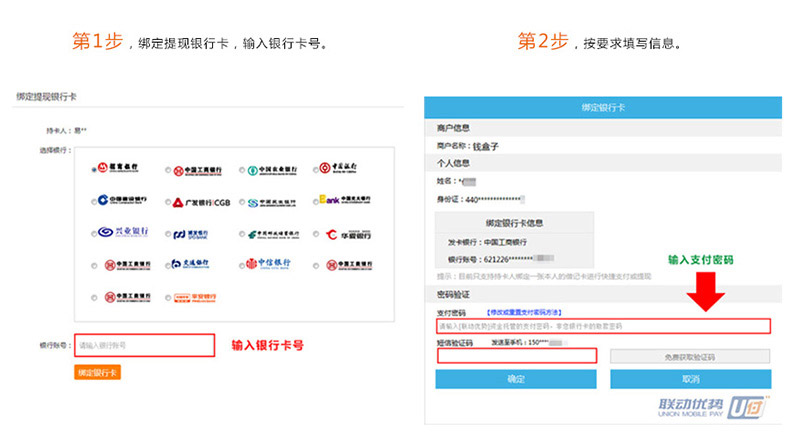 第1步，绑定提现银行卡，输入银行卡号。
绑定提现银行卡
持卡人：易**
选择银行：
招商银行
中国工商银行
中国农业银行
中国银行
中国建设银行
广发银行|CGB
中国民生银行
Bank 中国光大银行
兴业银行
浦发银行
SPD BANK
中国邮政储蓄银行
华夏银行
中国工商银行
交通银行
中信银行
中国工商银行
中国工商银行
平安银行
银行账号：
请输入银行账号
输入银行卡号
绑定银行卡
第2步，按要求填写信息。
绑定银行卡
商户信息
商户名称：钱盒子
个人信息
姓名：*
身份证：440**************
绑定银行卡信息
发卡银行：中国工商银行
银行账号：621226********
提示：目前只支持持卡人绑定一张本人的借记卡进行快捷支付或提现
输入支付密码
密码验证
支付密码 【修改或重置支付密码方法】
请输入[联动优势]资金托管的支付密码，非您银行卡的取款密码
短信验证码 发送至手机：150****
免费获取验证码
确定
取消
联动优势 U付
UNION MOBILE PAY